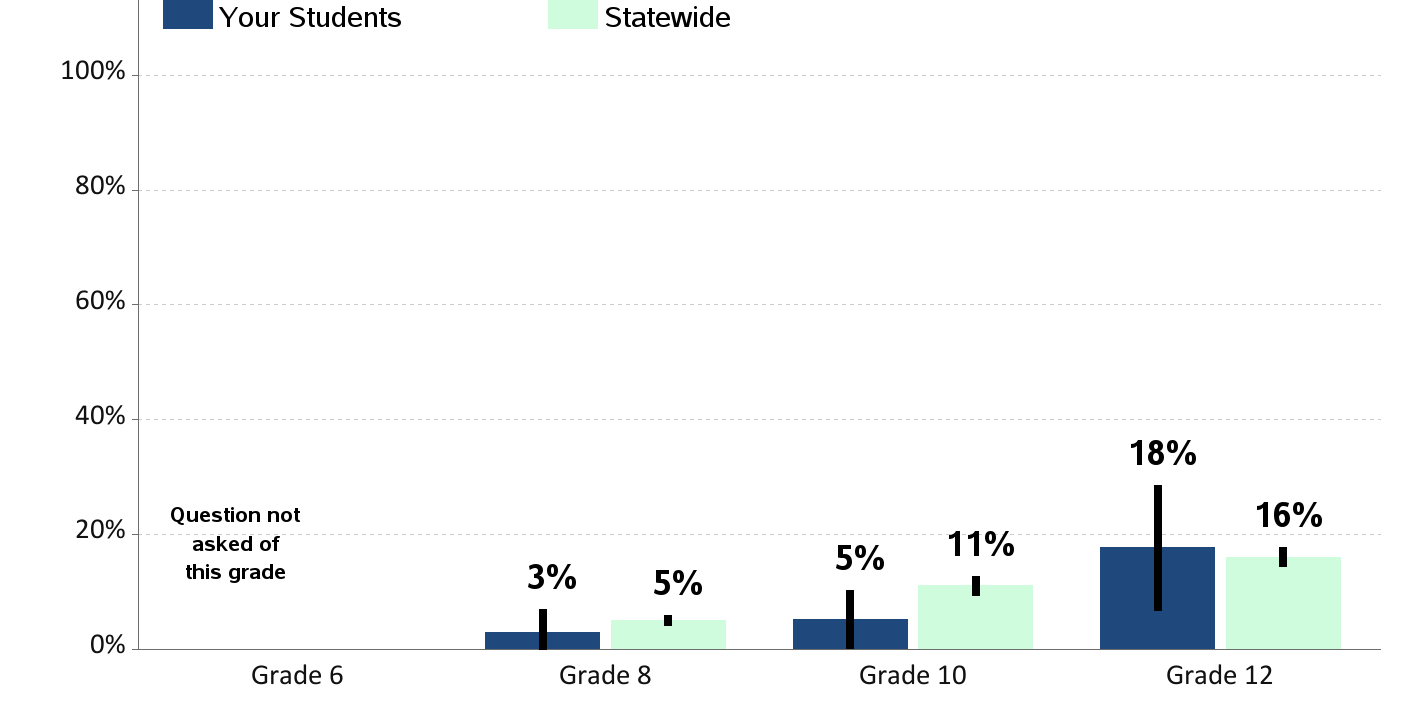 Your Students
Statewide
100%
80%
60%
40%
20%
0%
Question not
asked of
this grade
3%
5%
5%
11%
18%
16%
Grade 6
Grade 8
Grade 10
Grade 12